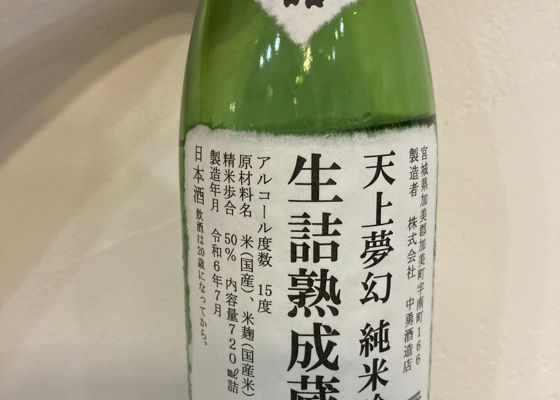 宮城県加美郡加美町字南町166
製造者 株式会社 中勇酒造店
天上夢幻 純米
生詰熟成
アルコール度数 15度
原材料名 米(国産)、米麹(国産米)
精米歩合 50% 内容量720㎖詰
製造年月 令和6年7月
日本酒 飲酒は20歳になってから。